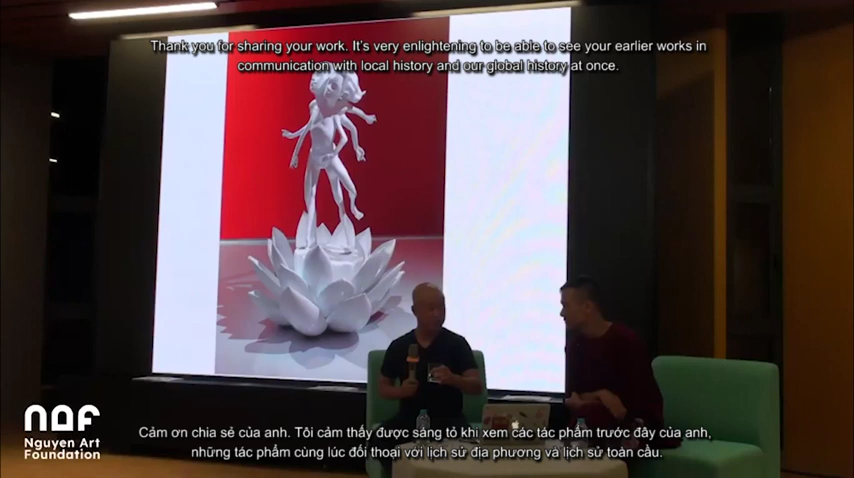 Thank you for sharing your work. It's very enlightening to be able to see your earlier works in
communication with local history and our global history at once.
Cảm ơn chia sẻ của anh. Tôi cảm thấy được sáng tỏ khi xem các tác phẩm trước đây của anh,
những tác phẩm cùng lúc đối thoại với lịch sử địa phương và lịch sử toàn cầu.
naf
Nguyen Art
Foundation